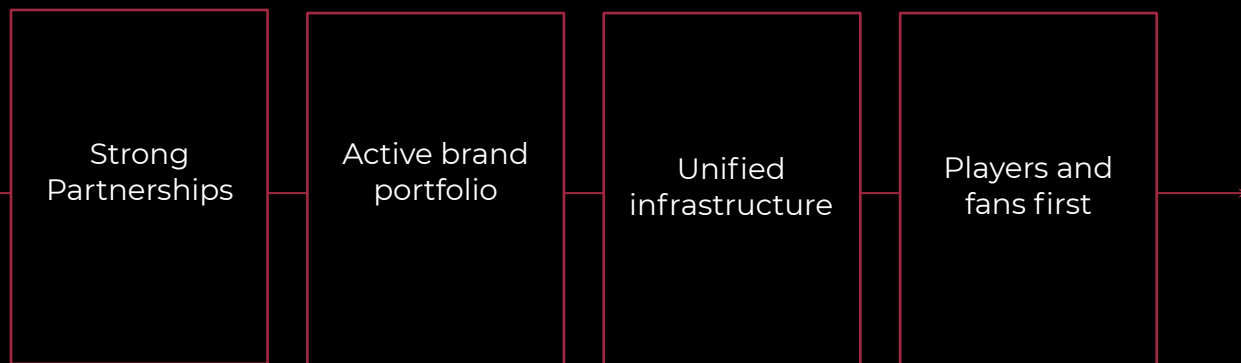 Strong
Partnerships
Active brand
portfolio
Unified
infrastructure
Players and
fans first